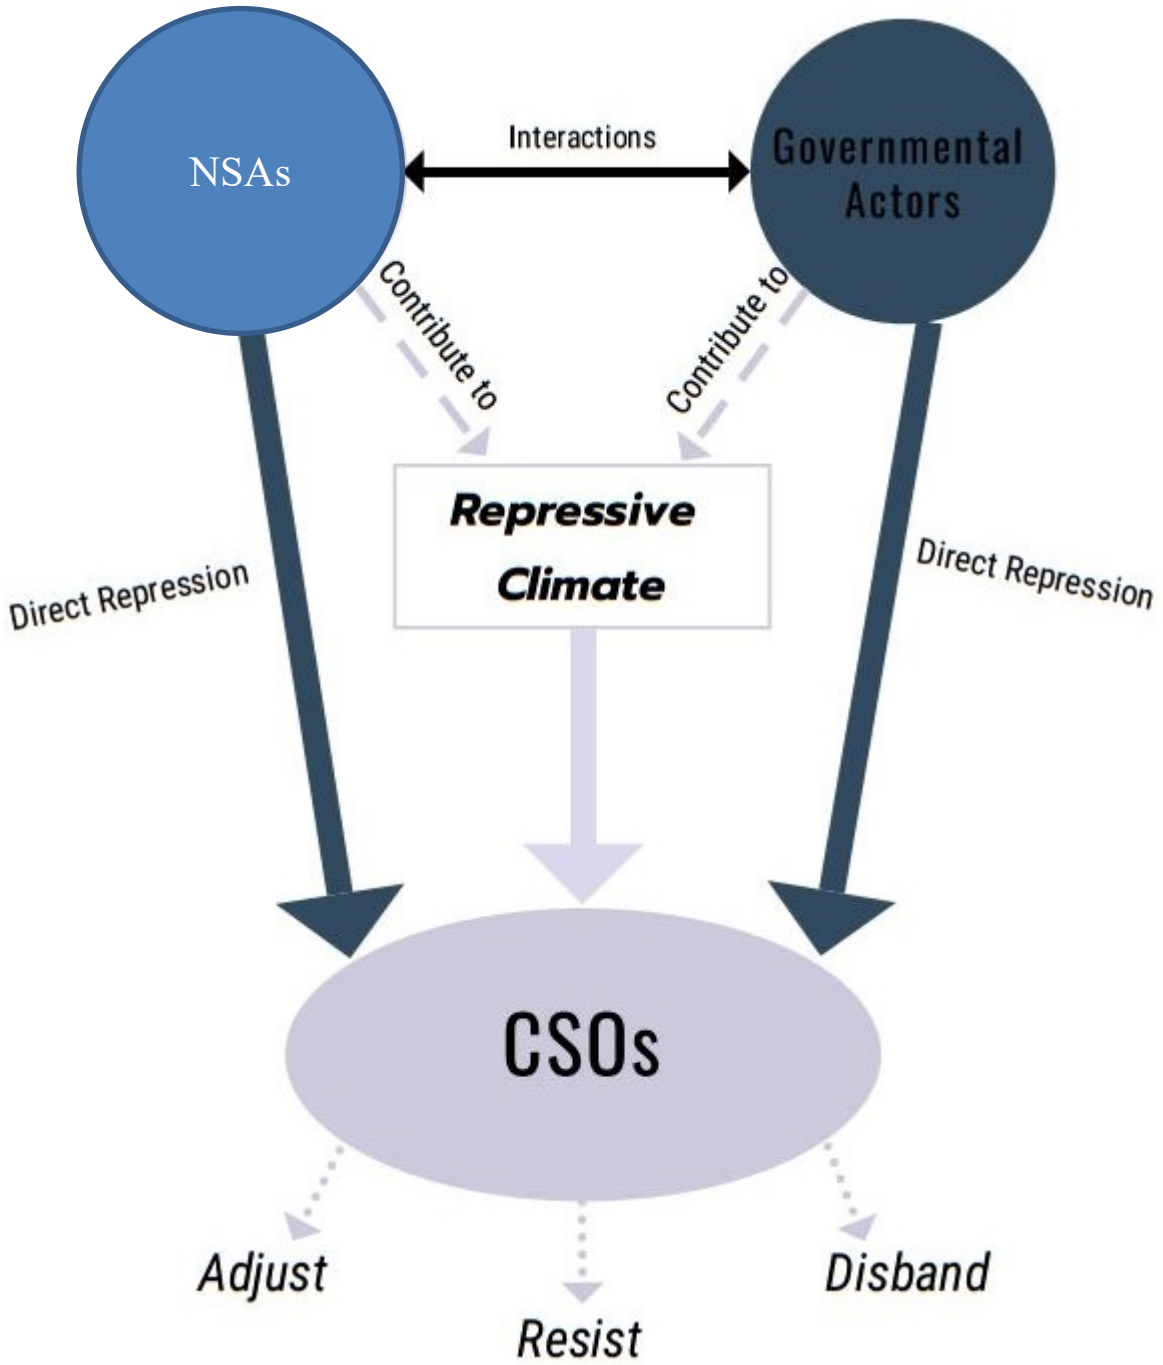 NSAs
Interactions
Governmental
Actors
Contribute to
Contribute to
Repressive
Climate
Direct Repression
Direct Repression
CSOs
Adjust
Disband
Resist